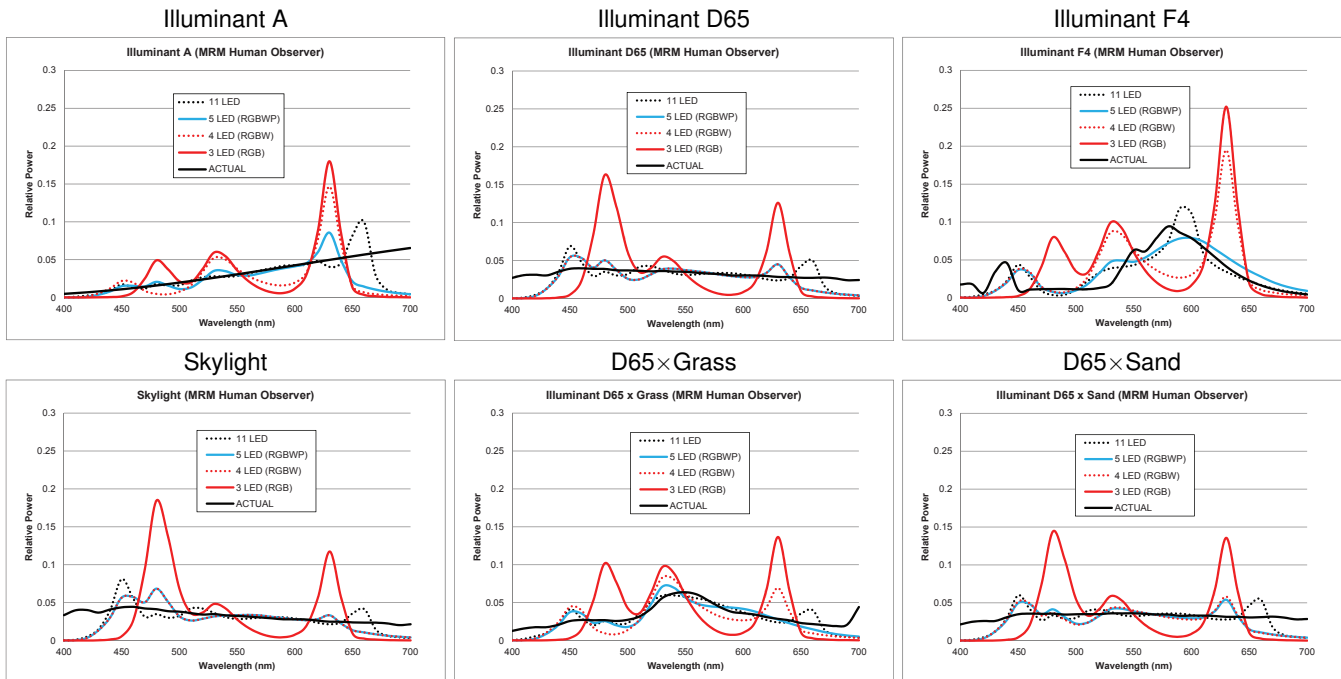 Illuminant A
Illuminant D65
Illuminant F4
Illuminant A (MRM Human Observer)
0.3
0.25
0.2
0.15
0.1
0.05
0
Relative Power
11 LED
5 LED (RGBWP)
4 LED (RGBW)
3 LED (RGB)
ACTUAL
400 450 500 550 600 650 700
Wavelength (nm)
Illuminant D65 (MRM Human Observer)
0.3
0.25
0.2
0.15
0.1
0.05
0
Relative Power
11 LED
5 LED (RGBWP)
4 LED (RGBW)
3 LED (RGB)
ACTUAL
400 450 500 550 600 650 700
Wavelength (nm)
Illuminant F4 (MRM Human Observer)
0.3
0.25
0.2
0.15
0.1
0.05
0
Relative Power
11 LED
5 LED (RGBWP)
4 LED (RGBW)
3 LED (RGB)
ACTUAL
400 450 500 550 600 650 700
Wavelength (nm)
Skylight
D65×Grass
D65×Sand
Skylight (MRM Human Observer)
0.3
0.25
0.2
0.15
0.1
0.05
0
Relative Power
11 LED
5 LED (RGBWP)
4 LED (RGBW)
3 LED (RGB)
ACTUAL
400 450 500 550 600 650 700
Wavelength (nm)
Illuminant D65 x Grass (MRM Human Observer)
0.3
0.25
0.2
0.15
0.1
0.05
0
Relative Power
11 LED
5 LED (RGBWP)
4 LED (RGBW)
3 LED (RGB)
ACTUAL
400 450 500 550 600 650 700
Wavelength (nm)
Illuminant D65 x Sand (MRM Human Observer)
0.3
0.25
0.2
0.15
0.1
0.05
0
Relative Power
11 LED
5 LED (RGBWP)
4 LED (RGBW)
3 LED (RGB)
ACTUAL
400 450 500 550 600 650 700
Wavelength (nm)